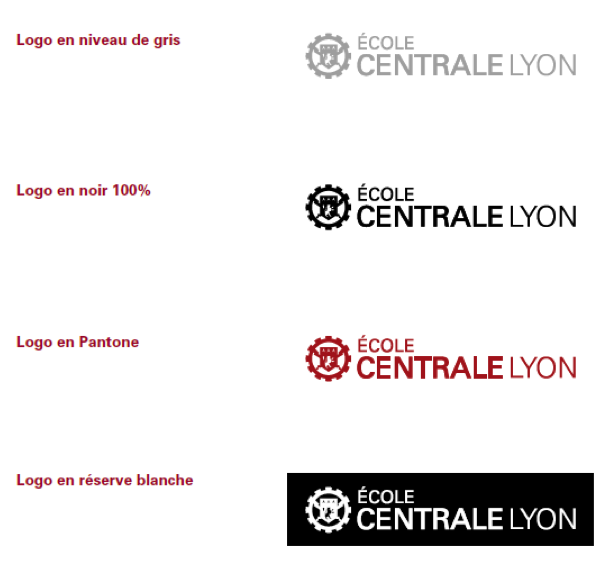 Logo en niveau de gris
ÉCOLE
CENTRALE LYON
Logo en noir 100%
ÉCOLE
CENTRALE LYON
Logo en Pantone
ÉCOLE
CENTRALE LYON
Logo en réserve blanche
ÉCOLE
CENTRALE LYON